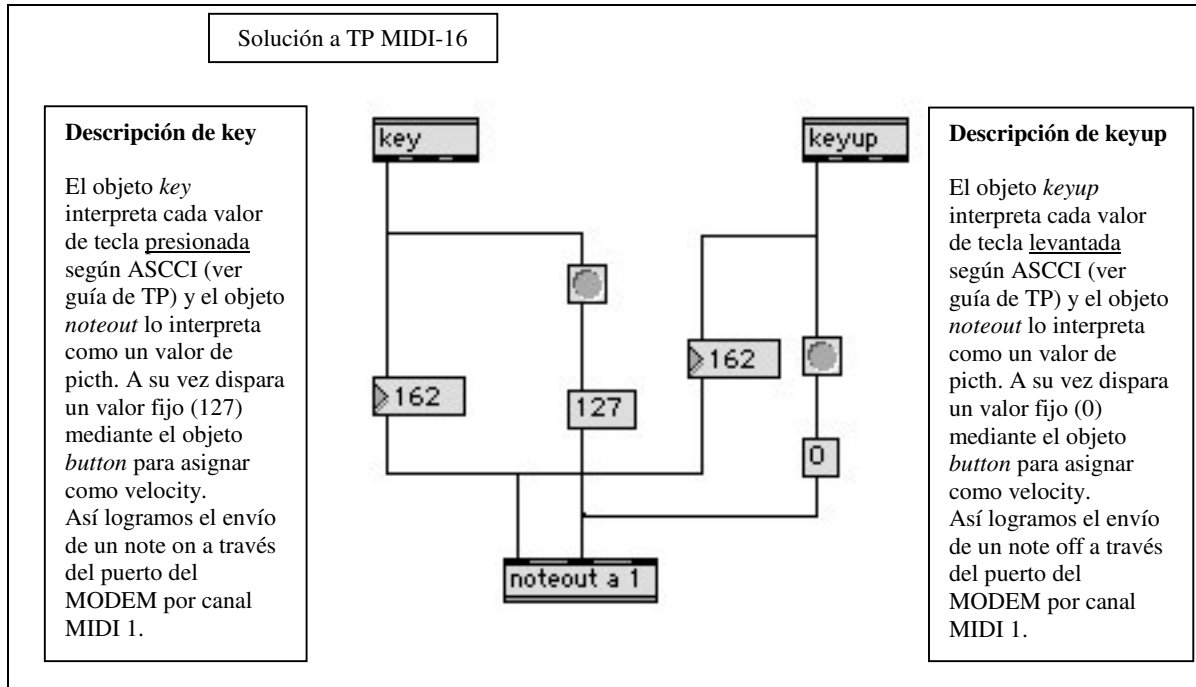 Solución a TP MIDI-16
Descripción de key
El objeto key
interpreta cada valor
de tecla presionada
según ASCCI (ver
guía de TP) y el objeto
noteout lo interpreta
como un valor de
picth. A su vez dispara
un valor fijo (127)
mediante el objeto
button para asignar
como velocity.
Así logramos el envío
de un note on a través
del puerto del
MODEM por canal
MIDI 1.
key
keyup
162
127
162
0
noteout a 1
Descripción de keyup
El objeto keyup
interpreta cada valor
de tecla levantada
según ASCCI (ver
guía de TP) y el objeto
noteout lo interpreta
como un valor de
picth. A su vez dispara
un valor fijo (0)
mediante el objeto
button para asignar
como velocity.
Así logramos el envío
de un note off a través
del puerto del
MODEM por canal
MIDI 1.